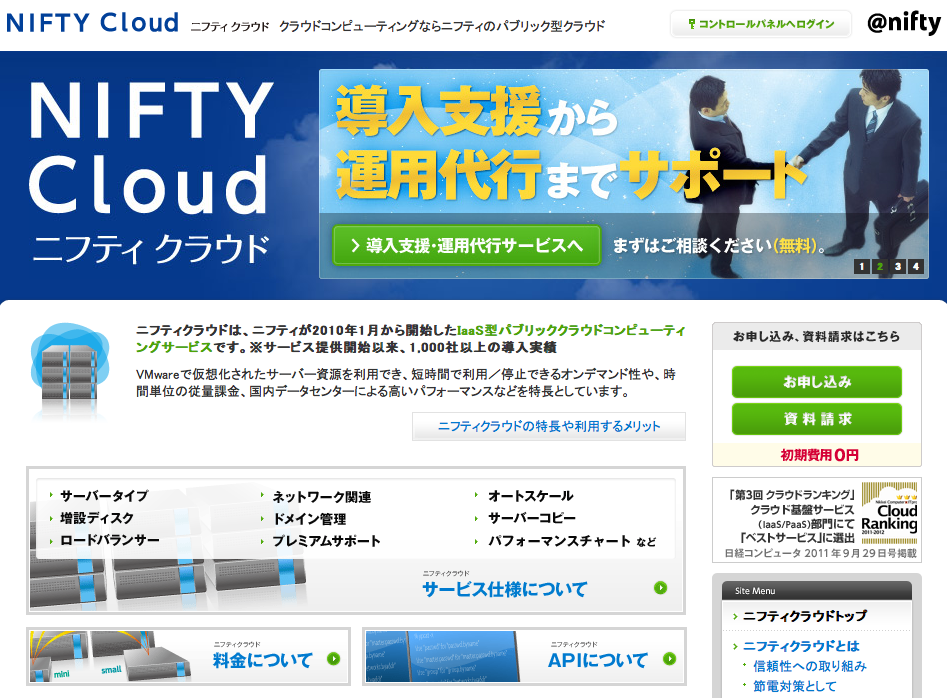 NIFTY Cloud ニフティ クラウド クラウドコンピューティングならニフティのパブリック型クラウド
コントロールパネルへログイン
@nifty
NIFTY
Cloud
ニフティ クラウド
導入支援から
運用代行までサポート
導入支援・運用代行サービスへ
まずはご相談ください(無料)。
1 2 3 4
ニフティクラウドは、ニフティが2010年1月から開始したIaaS型パブリッククラウドコンピューティ
ングサービスです。※サービス提供開始以来、1,000社以上の導入実績
VMwareで仮想化されたサーバー資源を利用でき、短時間で利用／停止できるオンデマンド性や、時
間単位の従量課金、国内データセンターによる高いパフォーマンスなどを特長としています。
ニフティクラウドの特長や利用するメリット
サーバータイプ
増設ディスク
ロードバランサー
ネットワーク関連
ドメイン管理
プレミアムサポート
オートスケール
サーバーコピー
パフォーマンスチャート など
ニフティクラウド
サービス仕様について
mini
small
ニフティクラウド
料金について
ニフティクラウド
APIについて
お申し込み、資料請求はこちら
お申し込み
資料請求
初期費用0円
「第3回 クラウドランキング」
クラウド基盤サービス
(IaaS/PaaS)部門にて
「ベストサービス」に選出
Nikkei Computer & ITpro
Cloud
Ranking
2011-2012
日経コンピュータ 2011年9月29日号掲載
Site Menu
ニフティクラウドトップ
ニフティクラウドとは
信頼性への取り組み
節電対策として